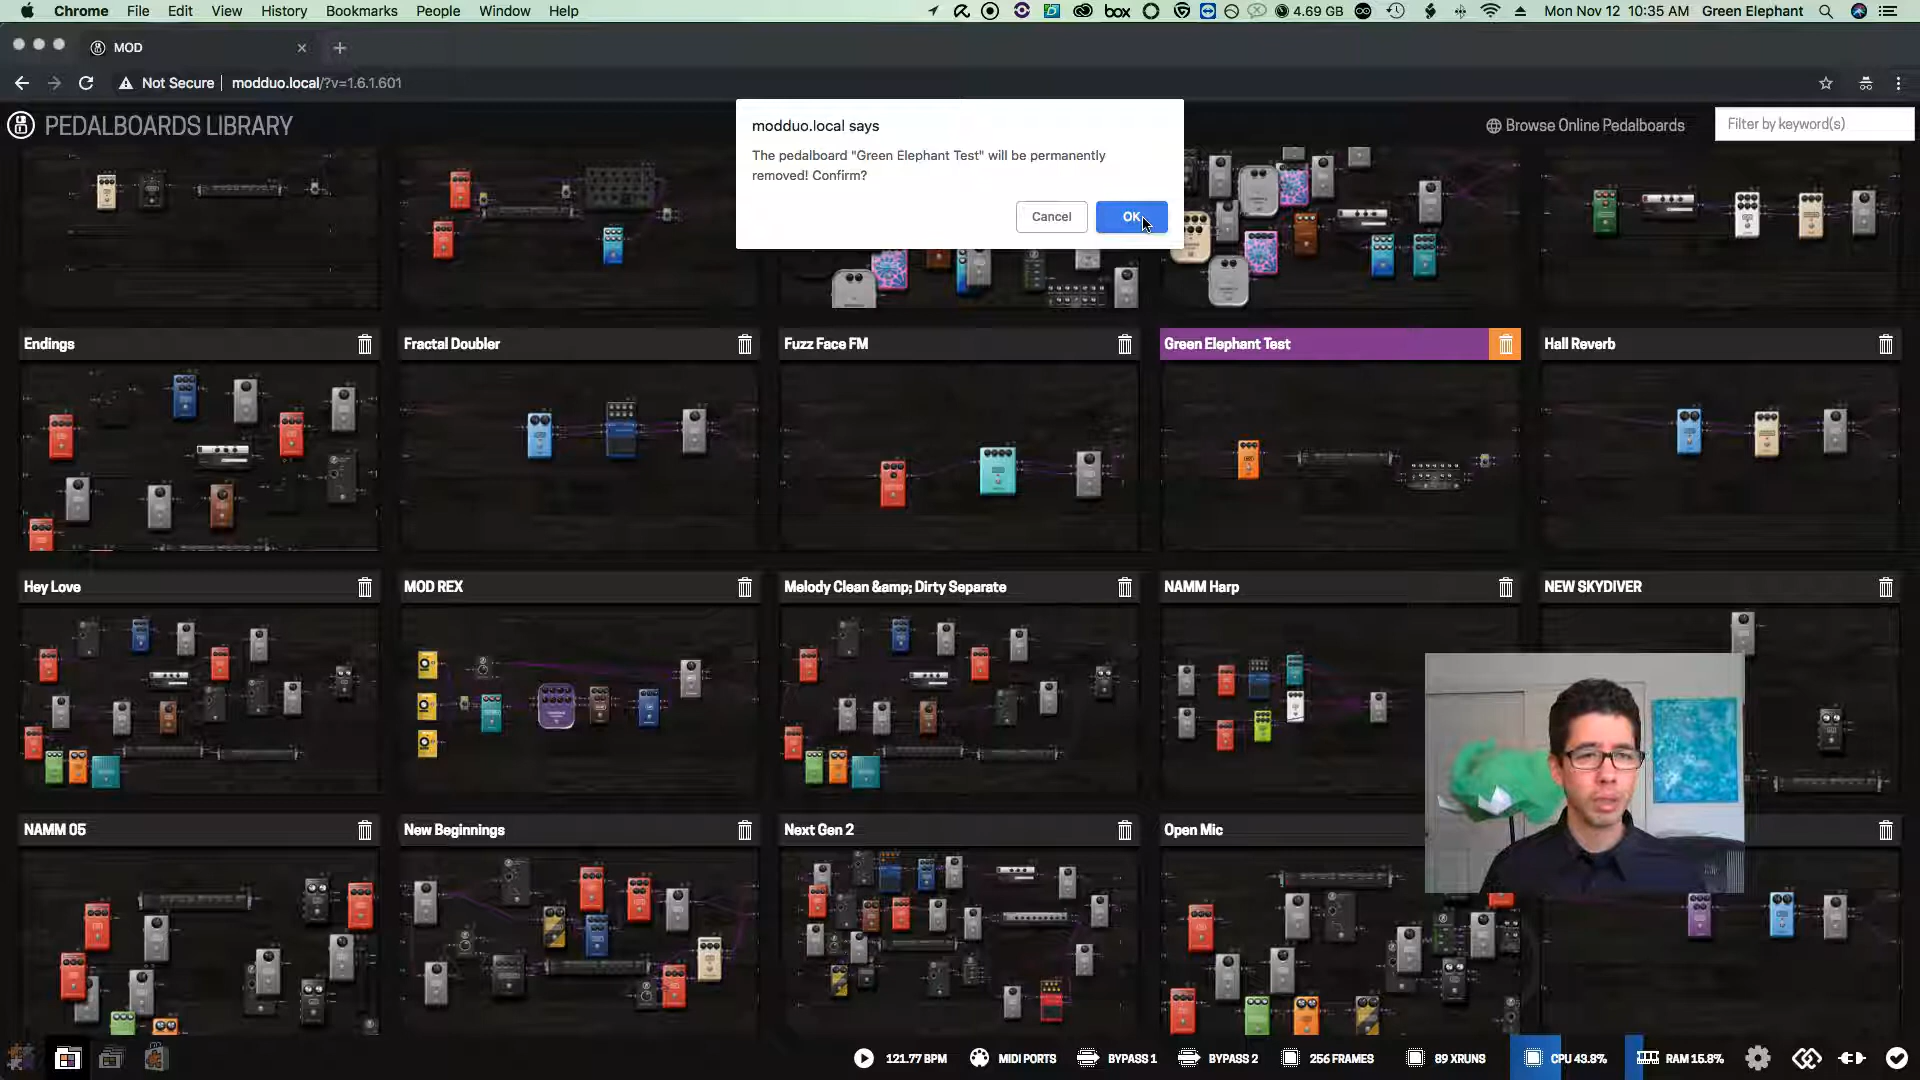 Chrome File Edit View History Bookmarks People Window Help
box 4.69 GB Mon Nov 12 10:35 AM Green Elephant
MOD
Not Secure modduo.local/?v=1.6.1.601
PEDALBOARDS LIBRARY
Browse Online Pedalboards
Filter by keyword(s)
modduo.local says
The pedalboard "Green Elephant Test" will be permanently
removed! Confirm?
Cancel OK
Endings Fractal Doubler Fuzz Face FM Green Elephant Test Hall Reverb
Hey Love MOD REX Melody Clean &amp; Dirty Separate NAMM Harp NEW SKYDIVER
NAMM 05 New Beginnings Next Gen 2 Open Mic
121.77 BPM MIDI PORTS BYPASS 1 BYPASS 2 256 FRAMES 89 XRUNS CPU 43.8% RAM 15.8%